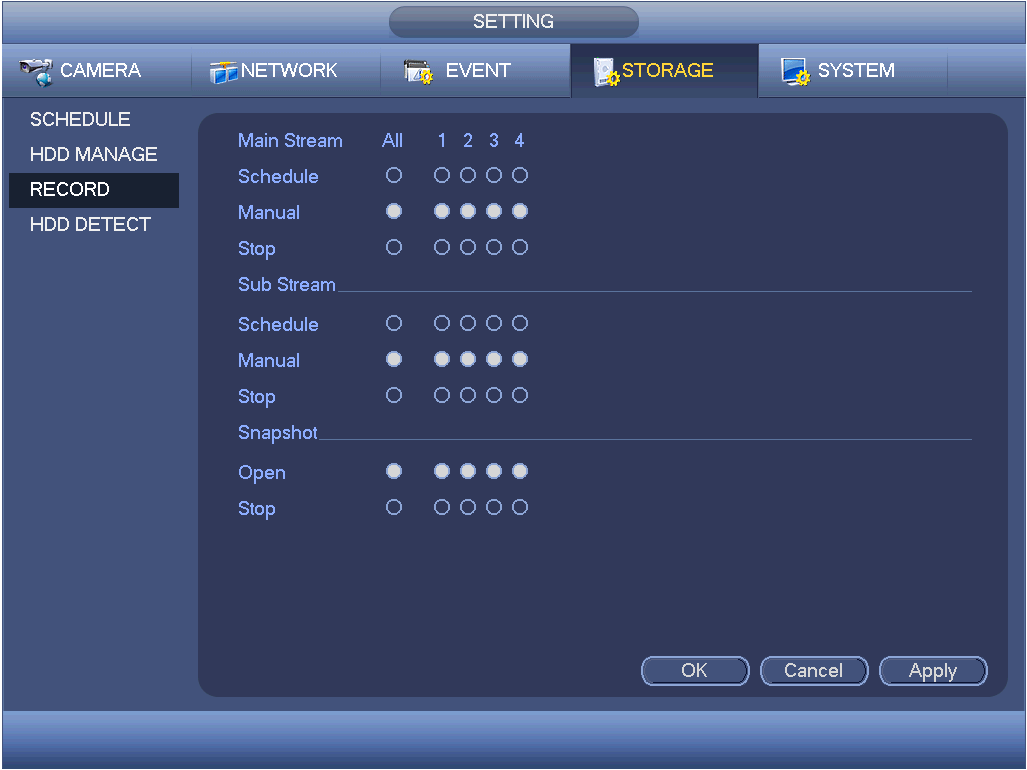 SETTING
CAMERA NETWORK EVENT STORAGE SYSTEM
SCHEDULE
HDD MANAGE
RECORD
HDD DETECT
Main Stream All 1 2 3 4
Schedule
Manual
Stop
Sub Stream
Schedule
Manual
Stop
Snapshot
Open
Stop
OK Cancel Apply